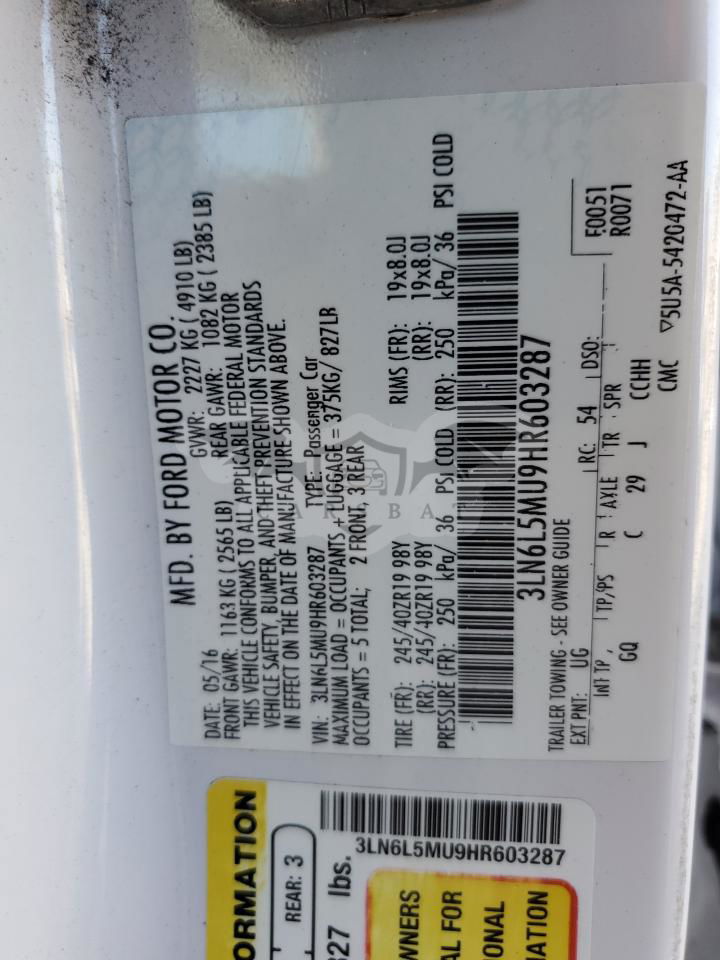 MFD. BY FORD MOTOR CO.
DATE: 05/16 GVWR: 2227 KG ( 4910 LB)
FRONT GAWR: 1163 KG ( 2565 LB) REAR GAWR: 1082 KG ( 2385 LB)
THIS VEHICLE CONFORMS TO ALL APPLICABLE FEDERAL MOTOR
VEHICLE SAFETY, BUMPER, AND THEFT PREVENTION STANDARDS
IN EFFECT ON THE DATE OF MANUFACTURE SHOWN ABOVE.
VIN: 3LN6L5MU9HR603287 TYPE: Passenger Car
MAXIMUM LOAD = OCCUPANTS + LUGGAGE = 375KG/ 827LB
OCCUPANTS = 5 TOTAL; 2 FRONT, 3 REAR
TIRE (FR): 245/40ZR19 98Y RIMS (FR): 19x8.0J
(RR): 245/40ZR19 98Y (RR): 19x8.0J
PRESSURE (FR): 250 kPa/ 36 PSI COLD (RR): 250 kPa/ 36 PSI COLD
3LN6L5MU9HR603287
TRAILER TOWING - SEE OWNER GUIDE
EXT PNT: UG RC: 54 DSO: F0051
R0071
INT TP, TP/PS R AXLE TR SPR
GQ C 29 J CCHH
CMC ▽5U5A-5420472-AA
ORMATION
REAR: 3
327 lbs.
3LN6L5MU9HR603287
WNERS
AL FOR
IONAL
MATION